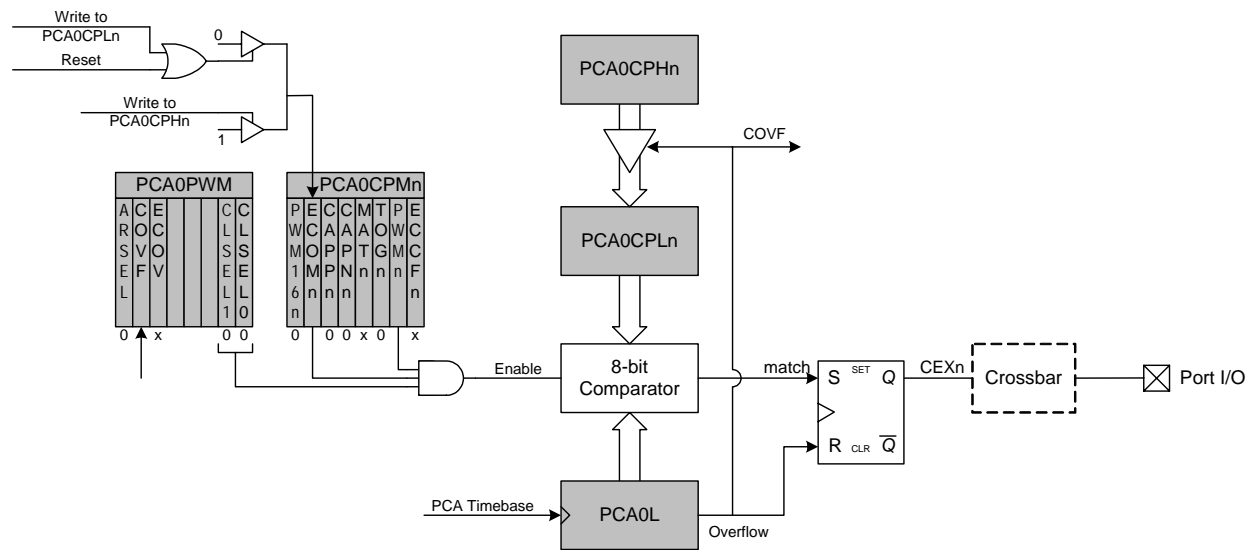 Write to
PCA0CPLn
Reset
0
Write to
PCA0CPHn
1
PCA0CPHn
COVF
PCA0PWM
ARSEL
COVF
ECOV
CLSEL1
CLSEL0
0 x 0 0
PCA0CPMn
PWM16n
ECOMn
CAPPn
CAPNn
MATn
TOGn
PWMn
ECCFn
0 0 0 x 0 x
PCA0CPLn
Enable
8-bit
Comparator
match
S SET Q
R CLR Q
CEXn
Crossbar
Port I/O
PCA Timebase
PCA0L
Overflow